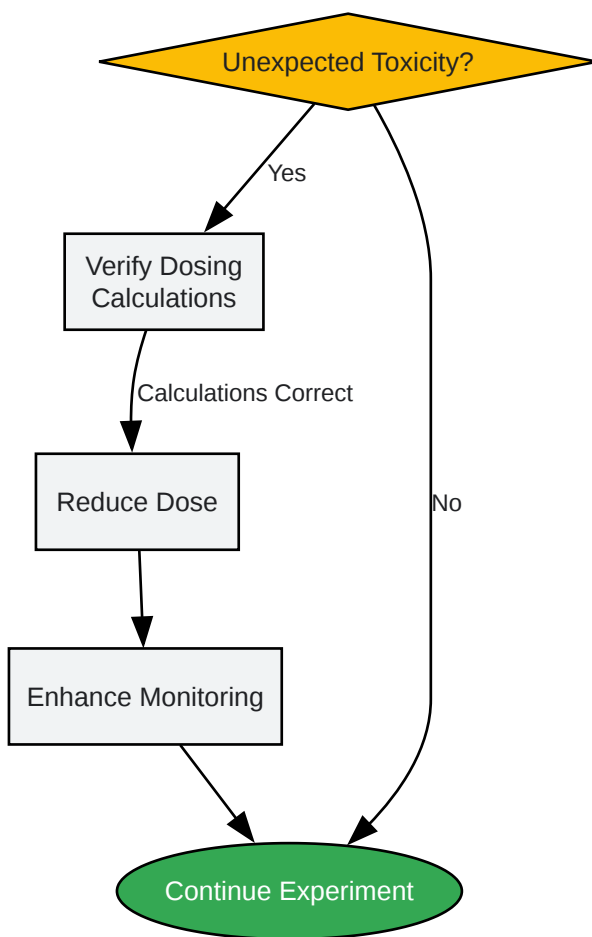 Unexpected Toxicity?
Yes
Verify Dosing
Calculations
Calculations Correct
Reduce Dose
No
Enhance Monitoring
Continue Experiment